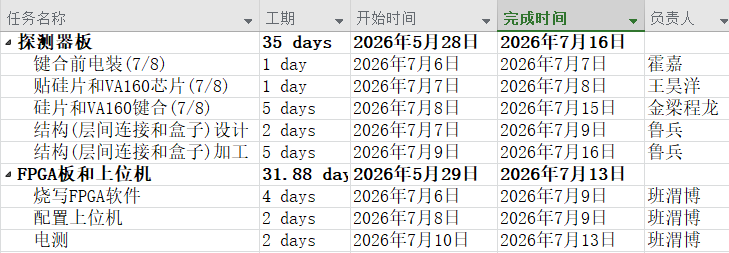 任务名称 工期 开始时间 完成时间 负责人
探测器板 35 days 2026年5月28日 2026年7月16日
键合前电装(7/8) 1 day 2026年7月6日 2026年7月7日 霍嘉
贴硅片和VA160芯片(7/8) 1 day 2026年7月7日 2026年7月8日 王昊洋
硅片和VA160键合(7/8) 5 days 2026年7月8日 2026年7月15日 金梁程龙
结构(层间连接和盒子)设计 2 days 2026年7月7日 2026年7月9日 鲁兵
结构(层间连接和盒子)加工 5 days 2026年7月9日 2026年7月16日 鲁兵
FPGA板和上位机 31.88 day 2026年5月29日 2026年7月13日
烧写FPGA软件 4 days 2026年7月6日 2026年7月9日 班渭博
配置上位机 2 days 2026年7月8日 2026年7月9日 班渭博
电测 2 days 2026年7月10日 2026年7月13日 班渭博